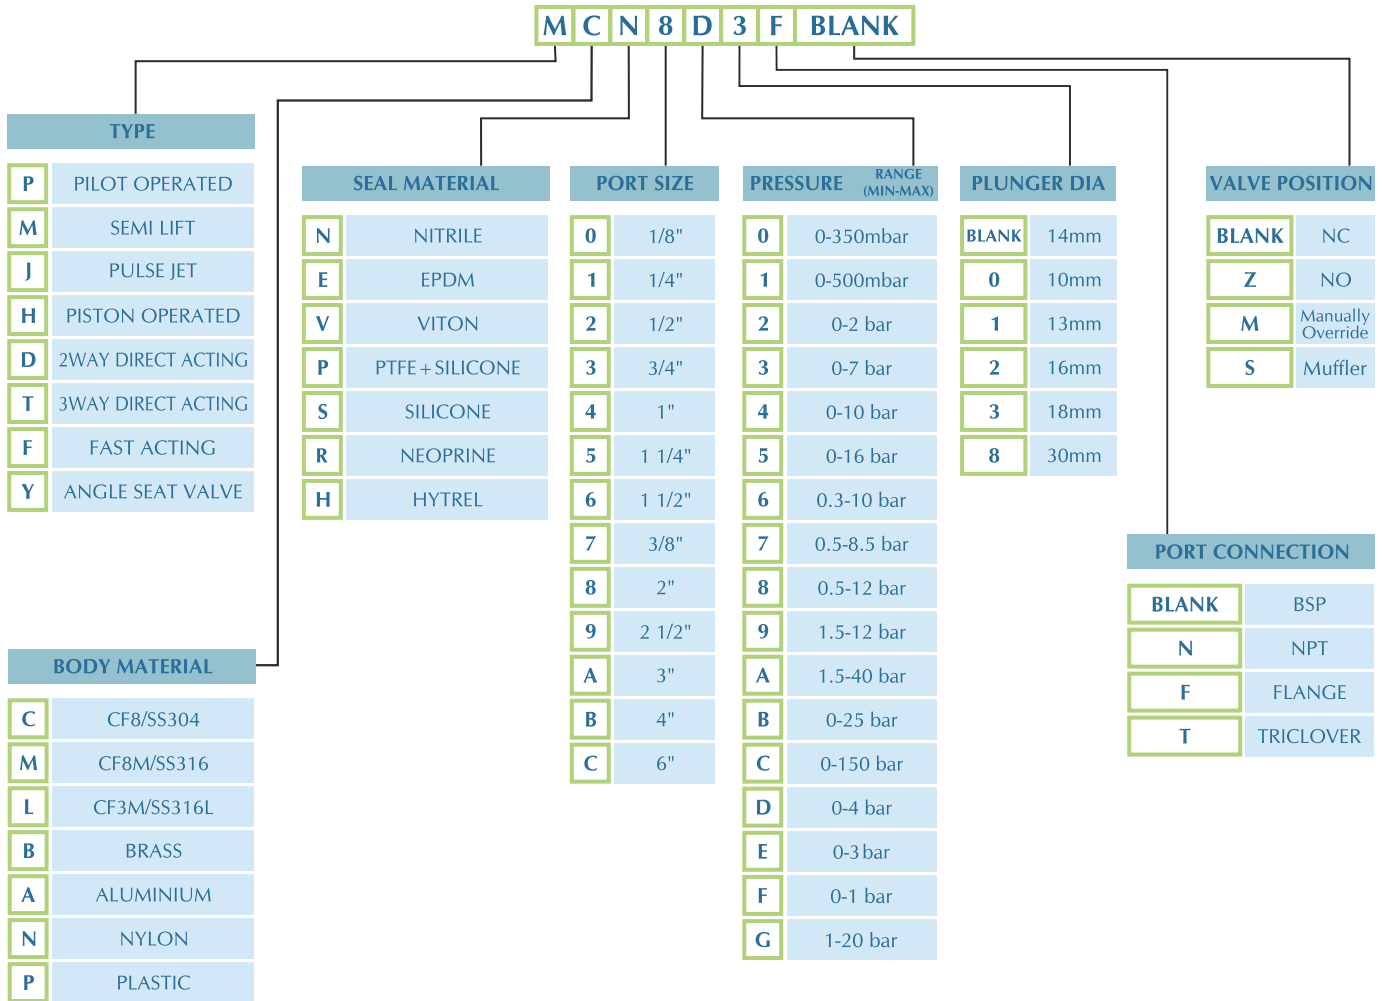 M C N 8 D 3 F BLANK
TYPE
P PILOT OPERATED
M SEMI LIFT
J PULSE JET
H PISTON OPERATED
D 2WAY DIRECT ACTING
T 3WAY DIRECT ACTING
F FAST ACTING
Y ANGLE SEAT VALVE
BODY MATERIAL
C CF8/SS304
M CF8M/SS316
L CF3M/SS316L
B BRASS
A ALUMINIUM
N NYLON
P PLASTIC
SEAL MATERIAL
N NITRILE
E EPDM
V VITON
P PTFE+SILICONE
S SILICONE
R NEOPRINE
H HYTREL
PORT SIZE
0 1/8"
1 1/4"
2 1/2"
3 3/4"
4 1"
5 1 1/4"
6 1 1/2"
7 3/8"
8 2"
9 2 1/2"
A 3"
B 4"
C 6"
PRESSURE RANGE
(MIN-MAX)
0 0-350mbar
1 0-500mbar
2 0-2 bar
3 0-7 bar
4 0-10 bar
5 0-16 bar
6 0.3-10 bar
7 0.5-8.5 bar
8 0.5-12 bar
9 1.5-12 bar
A 1.5-40 bar
B 0-25 bar
C 0-150 bar
D 0-4 bar
E 0-3 bar
F 0-1 bar
G 1-20 bar
PLUNGER DIA
BLANK 14mm
0 10mm
1 13mm
2 16mm
3 18mm
8 30mm
VALVE POSITION
BLANK NC
Z NO
M Manually
Override
S Muffler
PORT CONNECTION
BLANK BSP
N NPT
F FLANGE
T TRICLOVER